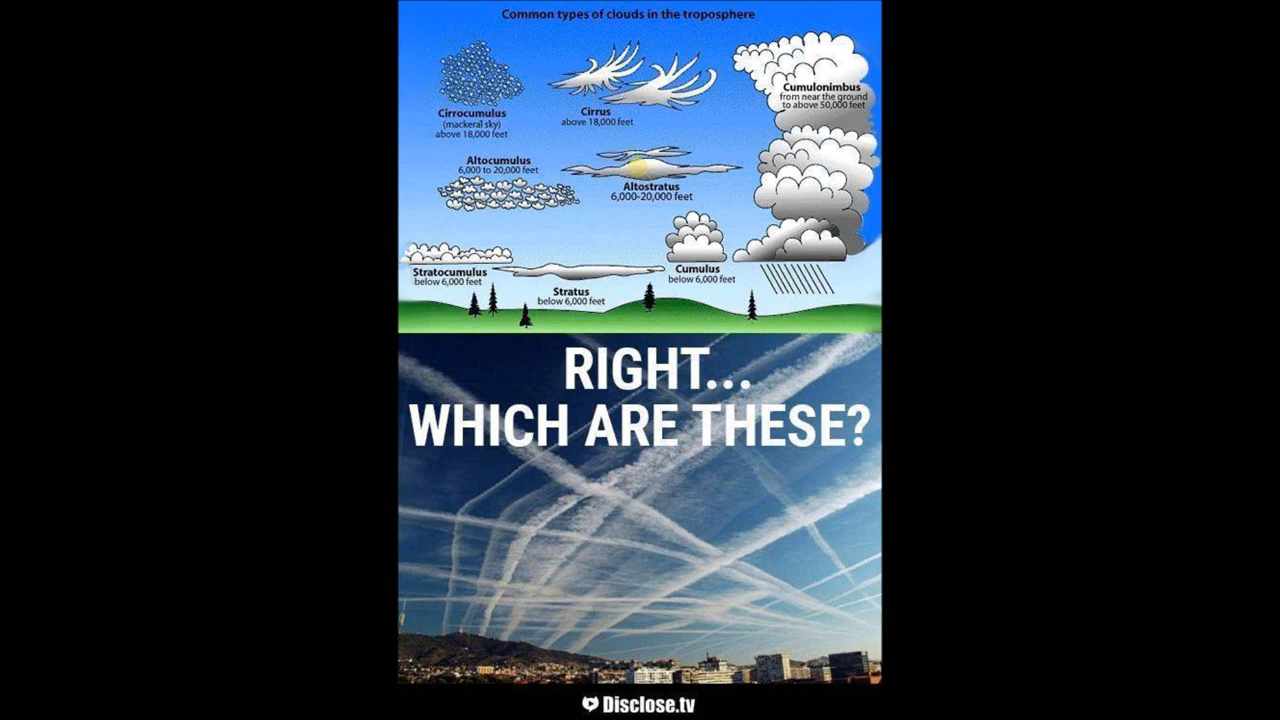 Common types of clouds in the troposphere
Cirrocumulus
(mackeral sky)
above 18,000 feet
Cirrus
above 18,000 feet
Cumulonimbus
from near the ground
to above 50,000 feet
Altocumulus
6,000 to 20,000 feet
Altostratus
6,000-20,000 feet
Stratocumulus
below 6,000 feet
Stratus
below 6,000 feet
Cumulus
below 6,000 feet
RIGHT...
WHICH ARE THESE?
Disclose.tv